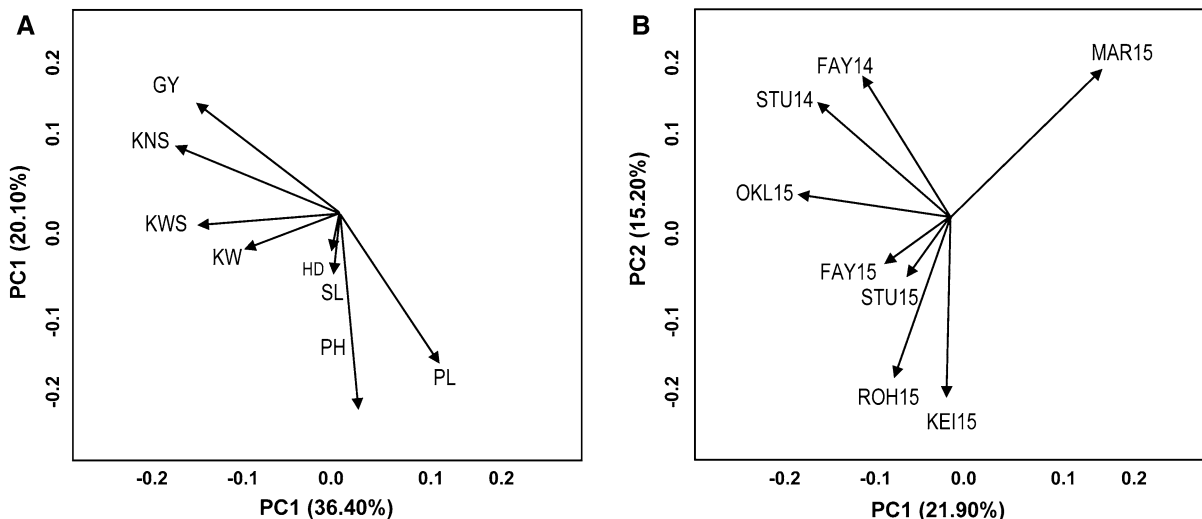 A
GY
KNS
KWS
KW
HD
SL
PH
PL
0.2
0.1
0.0
-0.1
-0.2
PC1 (20.10%)
-0.2 -0.1 0.0 0.1 0.2
PC1 (36.40%)
B
MAR15
FAY14
STU14
OKL15
FAY15
STU15
ROH15
KEI15
0.2
0.1
0.0
-0.1
-0.2
PC2 (15.20%)
-0.2 -0.1 0.0 0.1 0.2
PC1 (21.90%)